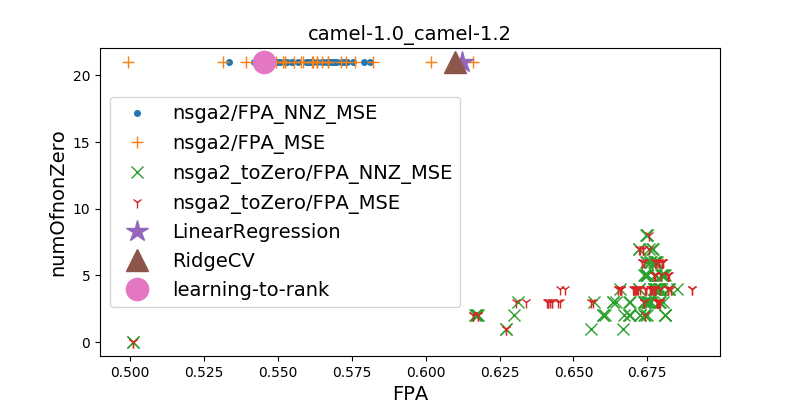 camel-1.0_camel-1.2
numOfnonZero
20
15
10
5
0
nsga2/FPA_NNZ_MSE
nsga2/FPA_MSE
nsga2_toZero/FPA_NNZ_MSE
nsga2_toZero/FPA_MSE
LinearRegression
RidgeCV
learning-to-rank
0.500 0.525 0.550 0.575 0.600 0.625 0.650 0.675
FPA